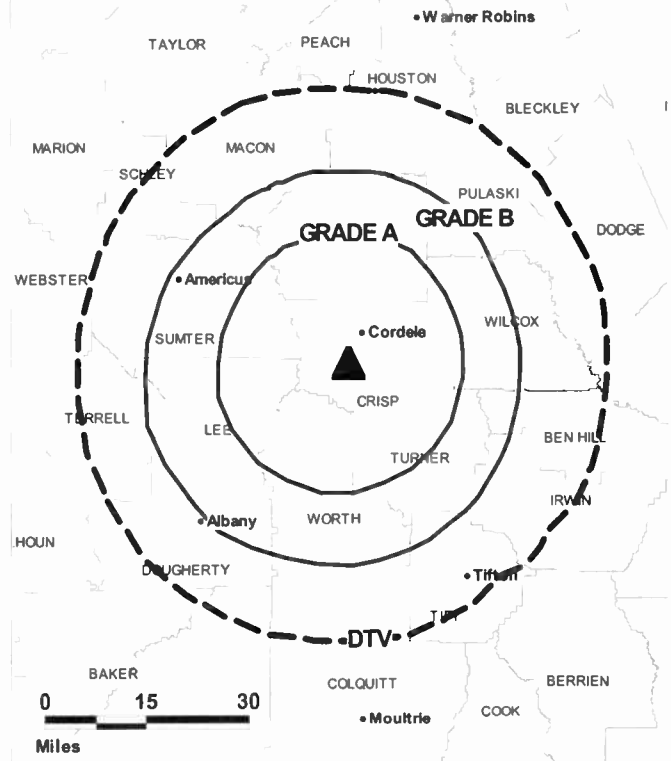 Warner Robins
TAYLOR
PEACH
HOUSTON
BLECKLEY
MARION
MACON
SCHLEY
PULASKI
GRADE B
GRADE A
DODGE
WEBSTER
Americus
WILCOX
Cordele
SUMTER
CRISP
TERRELL
LEE
BEN HILL
TURNER
IRWIN
WORTH
Albany
LHOUN
DOUGHERTY
Tifton
TIFT
DTV
BAKER
COLQUITT
BERRIEN
0 15 30
COOK
Moultrie
Miles